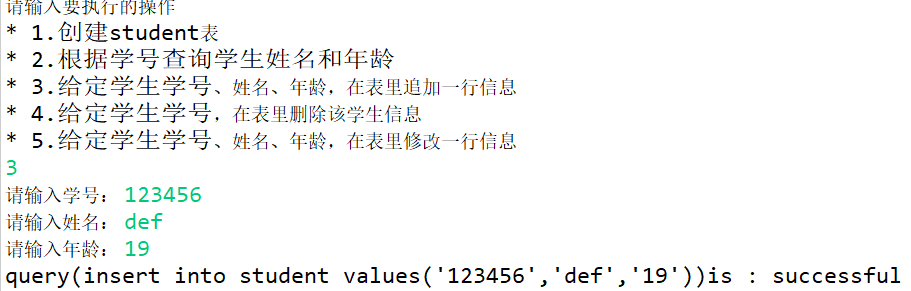 请输入要执行的操作
* 1.创建student表
* 2.根据学号查询学生姓名和年龄
* 3.给定学生学号、姓名、年龄，在表里追加一行信息
* 4.给定学生学号，在表里删除该学生信息
* 5.给定学生学号、姓名、年龄，在表里修改一行信息
3
请输入学号：123456
请输入姓名：def
请输入年龄：19
query(insert into student values('123456','def','19'))is : successful